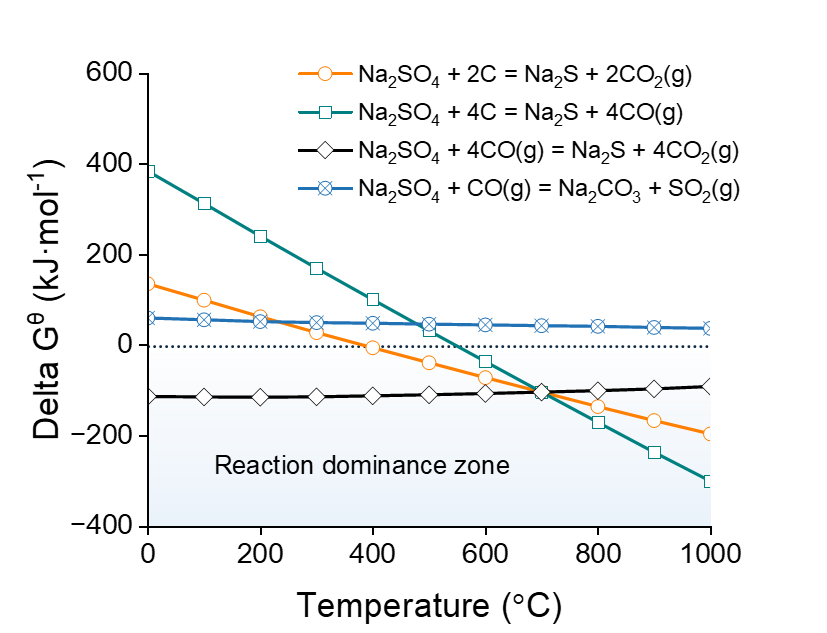 600
400
200
0
−200
−400
Delta G^θ (kJ·mol⁻¹)
Na₂SO₄ + 2C = Na₂S + 2CO₂(g)
Na₂SO₄ + 4C = Na₂S + 4CO(g)
Na₂SO₄ + 4CO(g) = Na₂S + 4CO₂(g)
Na₂SO₄ + CO(g) = Na₂CO₃ + SO₂(g)
Reaction dominance zone
0 200 400 600 800 1000
Temperature (°C)